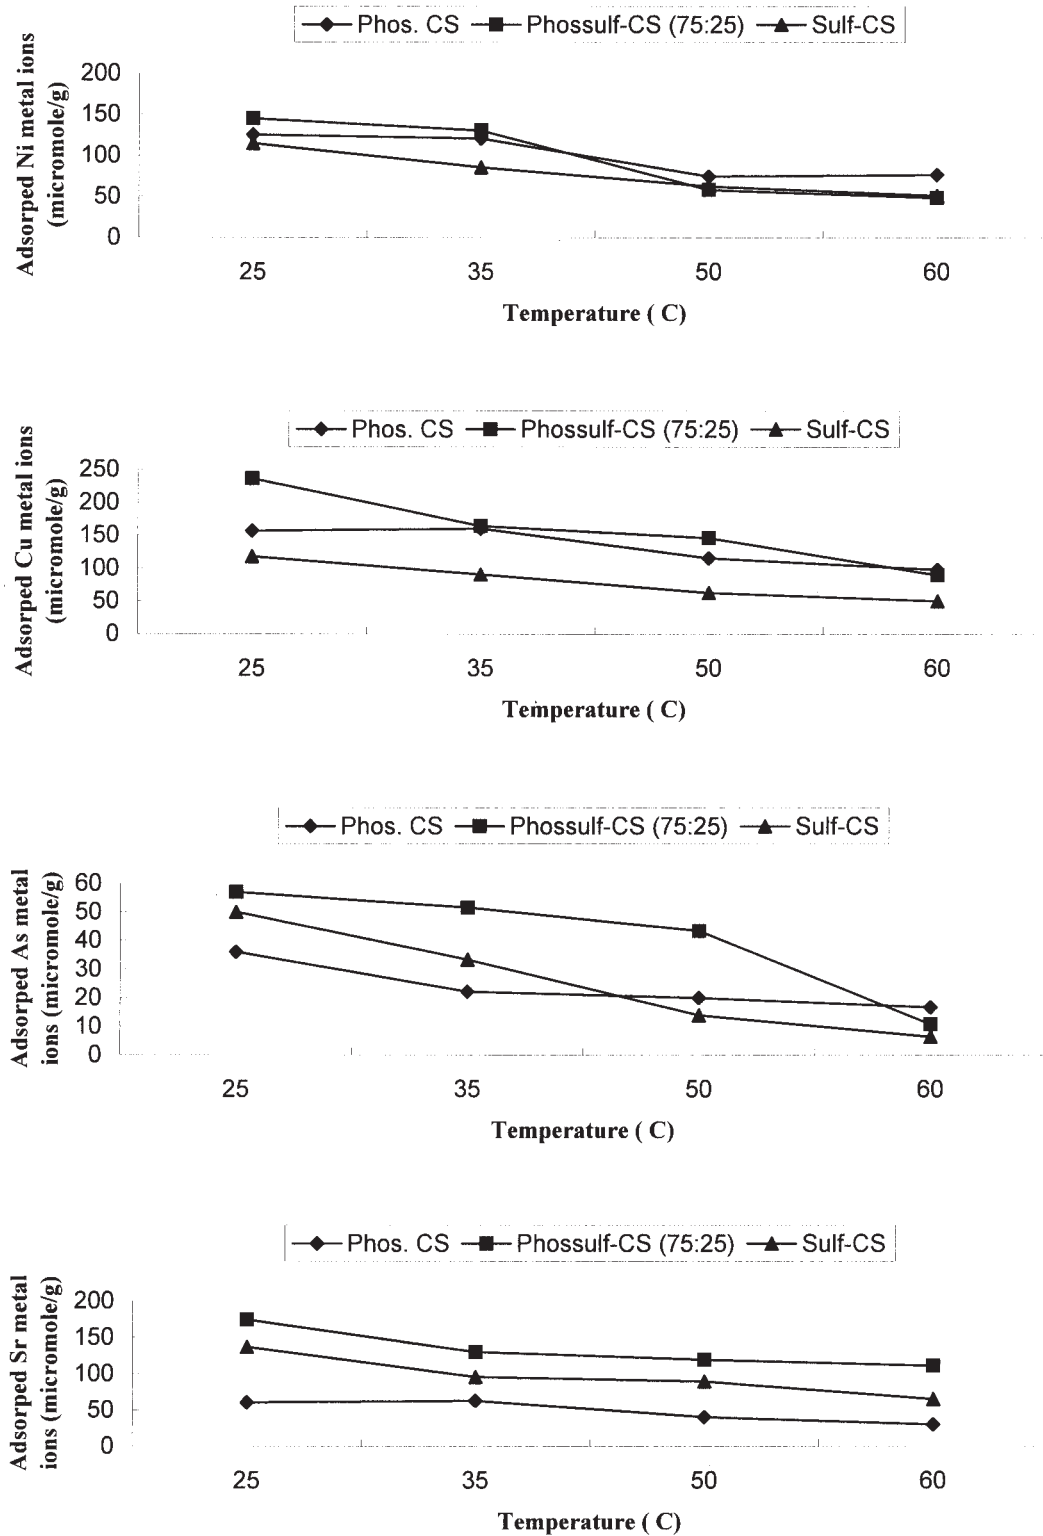 Phos. CS Phossulf-CS (75:25) Sulf-CS
Adsorped Ni metal ions
(micromole/g)
200
150
100
50
0
25 35 50 60
Temperature ( C)
Phos. CS Phossulf-CS (75:25) Sulf-CS
Adsorped Cu metal ions
(micromole/g)
250
200
150
100
50
0
25 35 50 60
Temperature ( C)
Phos. CS Phossulf-CS (75:25) Sulf-CS
Adsorped As metal
ions (micromole/g)
60
50
40
30
20
10
0
25 35 50 60
Temperature ( C)
Phos. CS Phossulf-CS (75:25) Sulf-CS
Adsorped Sr metal
ions (micromole/g)
200
150
100
50
0
25 35 50 60
Temperature ( C)